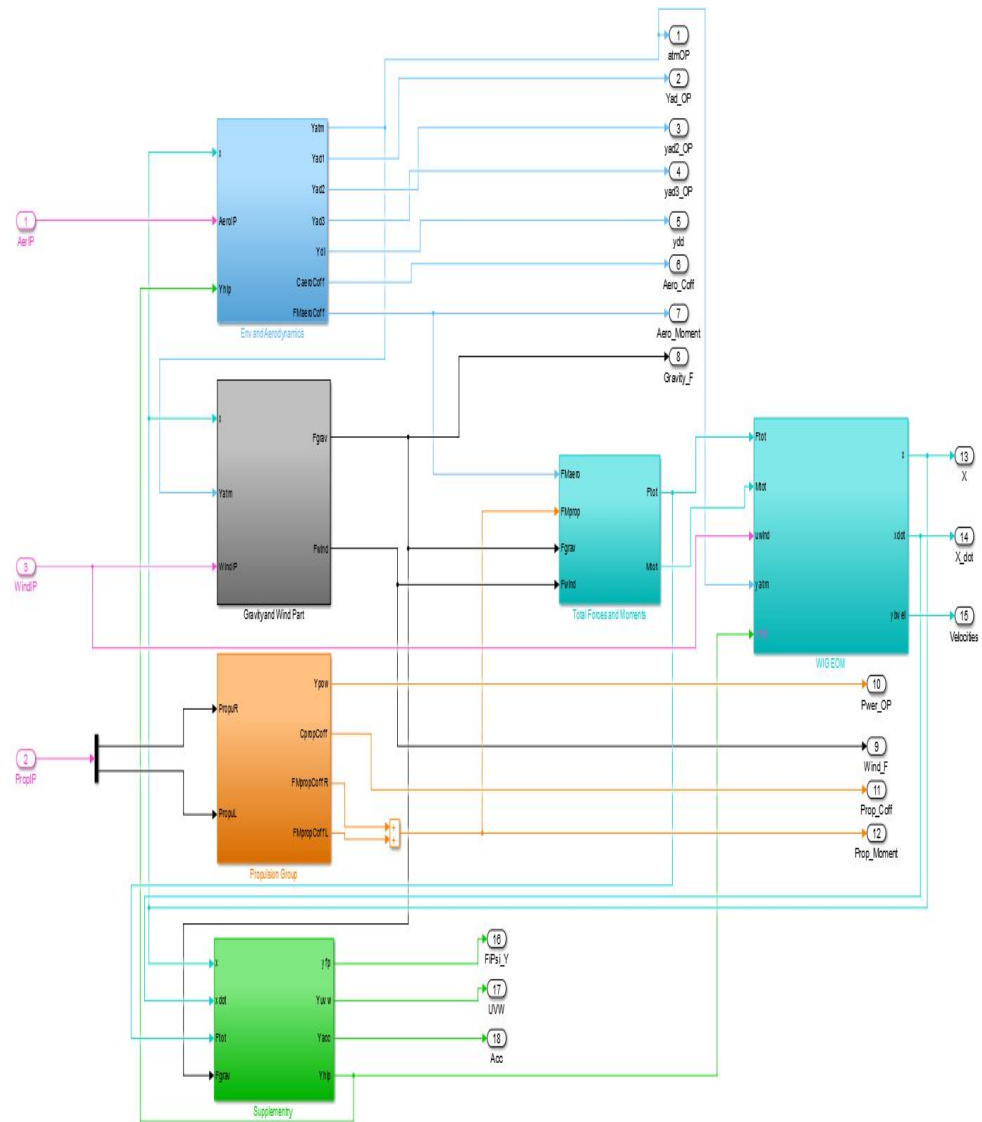 1
atmOP
2
Yad_OP
3
yad2_OP
4
yad3_OP
5
ydd
6
Aero_Coff
7
Aero_Moment
8
Gravity_F
1
AerIP
x
AeroIP
Yhlp
Yatm
Yad1
Yad2
Yad3
CaeroCoff
FMaeroCoff
Env and Aerodynamics
x
Yatm
WindIP
Fgrav
Fwind
Gravity and Wind Part
3
WindIP
FMaero
FMprop
Fgrav
Fwind
Ftot
Mtot
Total Forces and Moments
Ftot
Mtot
uwind
yatm
x
xdot
ybvel
WIG EOM
13
X
14
X_dot
15
Velocities
2
PropIP
PropuR
PropuL
Ypow
CpropCoff
FMpropCoffR
FMpropCoffL
Propulsion Group
+
+
10
Pwer_OP
9
Wind_F
11
Prop_Coff
12
Prop_Moment
x
xdot
Ftot
Fgrav
yfp
Yuvw
Yacc
Yhlp
Supplementry
16
FlPsi_Y
17
UVW
18
Acc